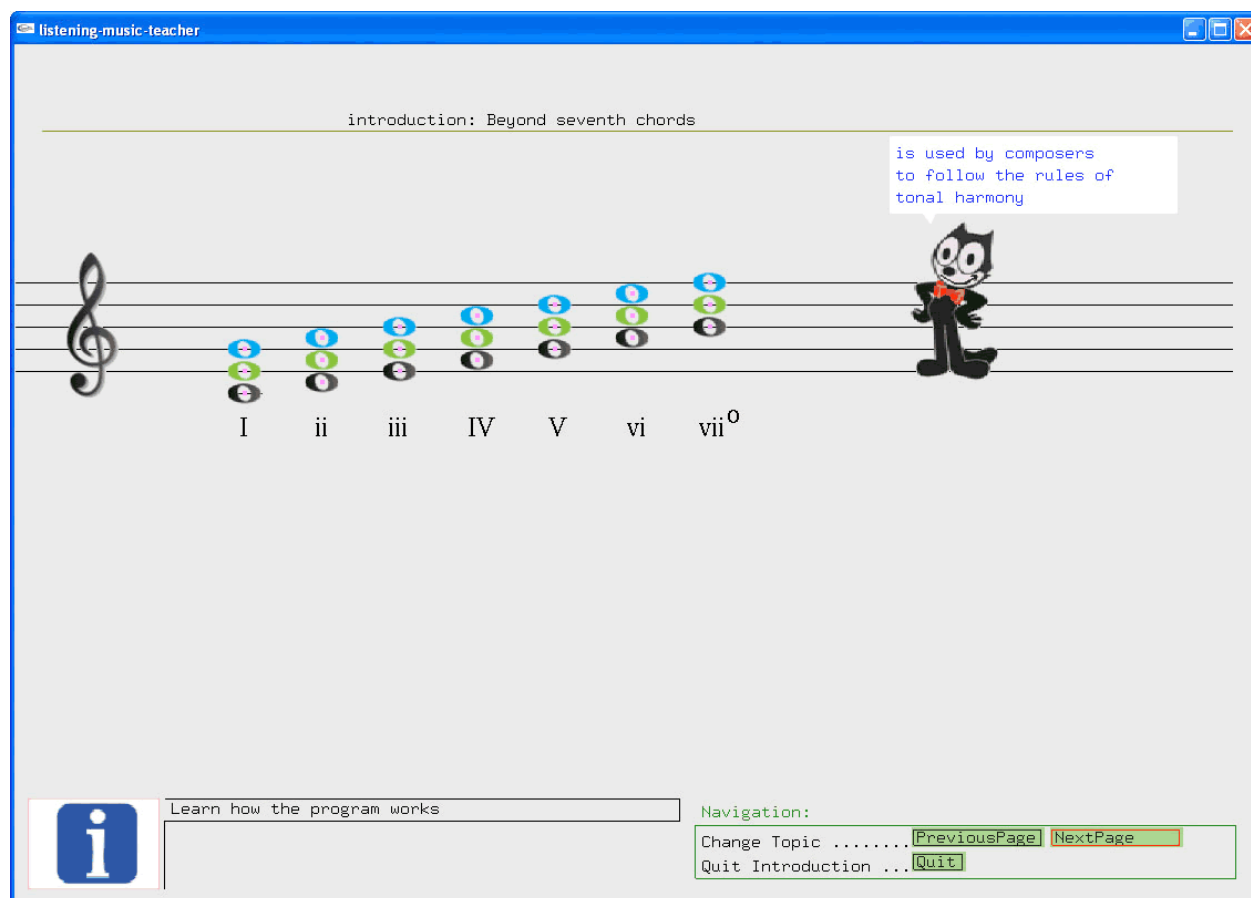 listening-music-teacher
introduction: Beyond seventh chords
is used by composers
to follow the rules of
tonal harmony
I ii iii IV V vi vii°
Learn how the program works
Navigation:
Change Topic ........PreviousPage NextPage
Quit Introduction ...Quit